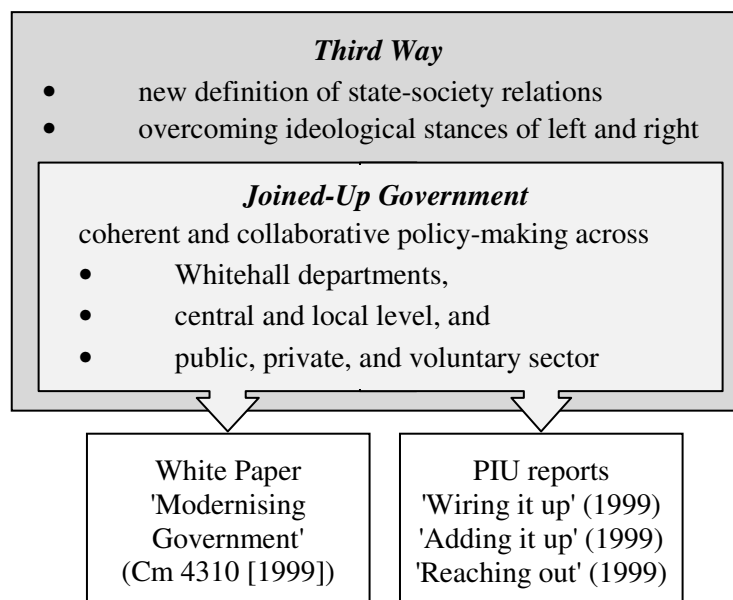 Third Way
• new definition of state-society relations
• overcoming ideological stances of left and right
Joined-Up Government
coherent and collaborative policy-making across
• Whitehall departments,
• central and local level, and
• public, private, and voluntary sector
White Paper
'Modernising
Government'
(Cm 4310 [1999])
PIU reports
'Wiring it up' (1999)
'Adding it up' (1999)
'Reaching out' (1999)